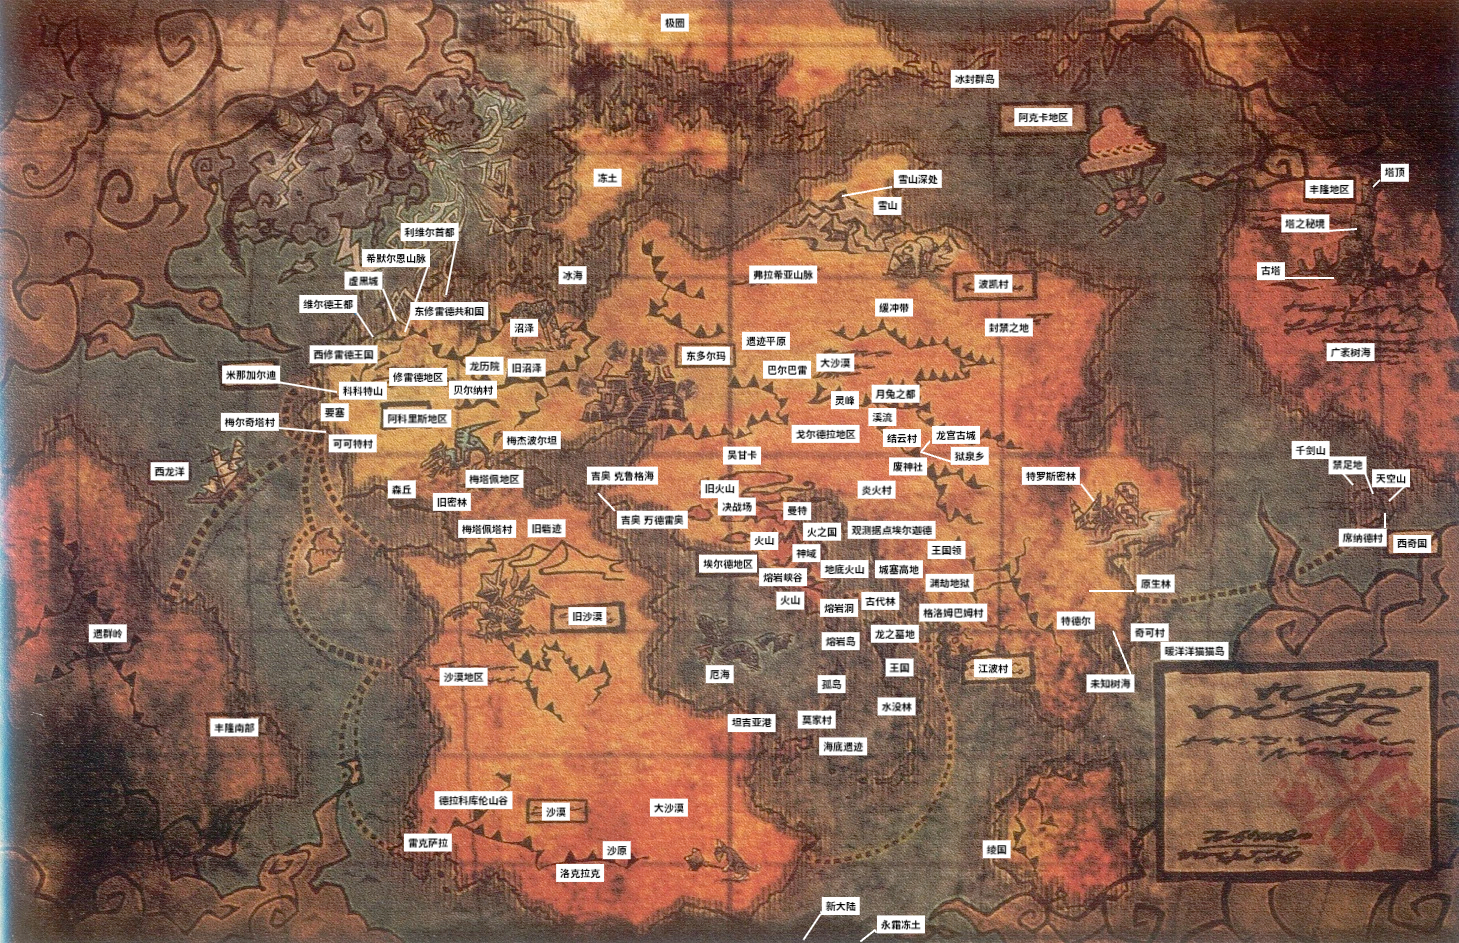 极圈
冰封群岛
阿克卡地区
塔顶
冻土
雪山深处
丰隆地区
雪山
塔之秘境
利维尔首都
希默尔恩山脉
古塔
冰海
弗拉希亚山脉
虚黑城
波凯村
维尔德王都
东修雷德共和国
缓冲带
沼泽
封禁之地
遗迹平原
西修雷德王国
东多尔玛
广袤树海
龙历院
旧沼泽
巴尔巴雷
大沙漠
米那加尔迪
修雷德地区
科科特山
贝尔纳村
灵峰
月兔之都
要塞
阿科里斯地区
溪流
梅尔奇塔村
可可特村
梅杰波尔坦
戈尔德拉地区
结云村
龙宫古城
千剑山
吴甘卡
狱泉乡
禁足地
西龙洋
废神社
梅塔佩地区
吉奥 克鲁格海
特罗斯密林
天空山
森丘
旧火山
炎火村
旧密林
决战场
曼特
吉奥 芳德雷奥
梅塔佩塔村
火之国
观测据点埃尔迦德
席纳德村
西奇国
火山
神域
王国领
埃尔德地区
地底火山
城塞高地
熔岩峡谷
渊劫地狱
原生林
火山
熔岩洞
古代林
格洛姆巴姆村
旧沙漠
特德尔
遇群岭
熔岩岛
龙之墓地
奇可村
暖洋洋猫猫岛
厄海
王国
江波村
沙漠地区
孤岛
未知树海
水没林
丰隆南部
坦吉亚港
莫家村
海底遗迹
德拉科库伦山谷
沙漠
大沙漠
雷克萨拉
沙原
绫国
洛克拉克
新大陆
永霜冻土